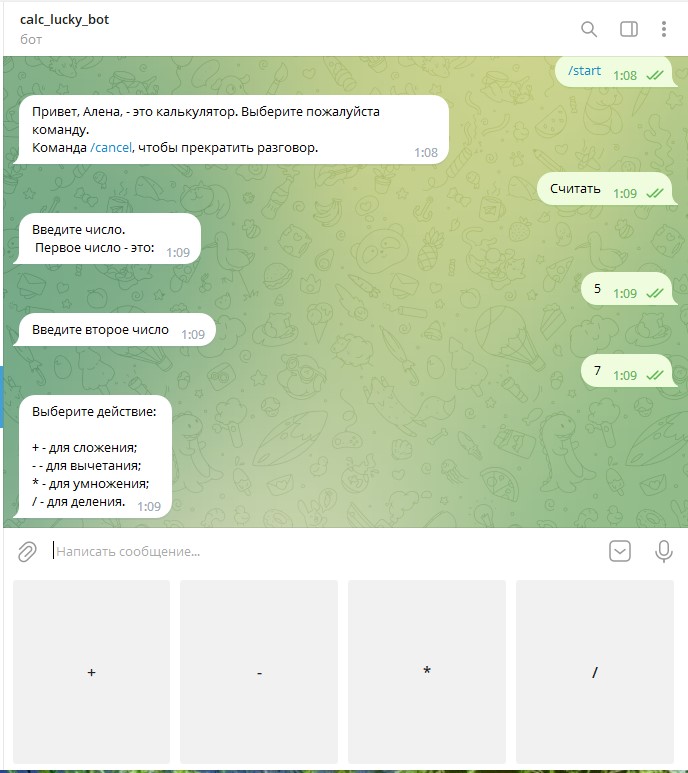 calc_lucky_bot
бот
/start 1:08
Привет, Алена, - это калькулятор. Выберите пожалуйста
команду.
Команда /cancel, чтобы прекратить разговор. 1:08
Считать 1:09
Введите число.
Первое число - это: 1:09
5 1:09
Введите второе число 1:09
7 1:09
Выберите действие:
+ - для сложения;
- - для вычетания;
* - для умножения;
/ - для деления. 1:09
Написать сообщение...
+ - * /